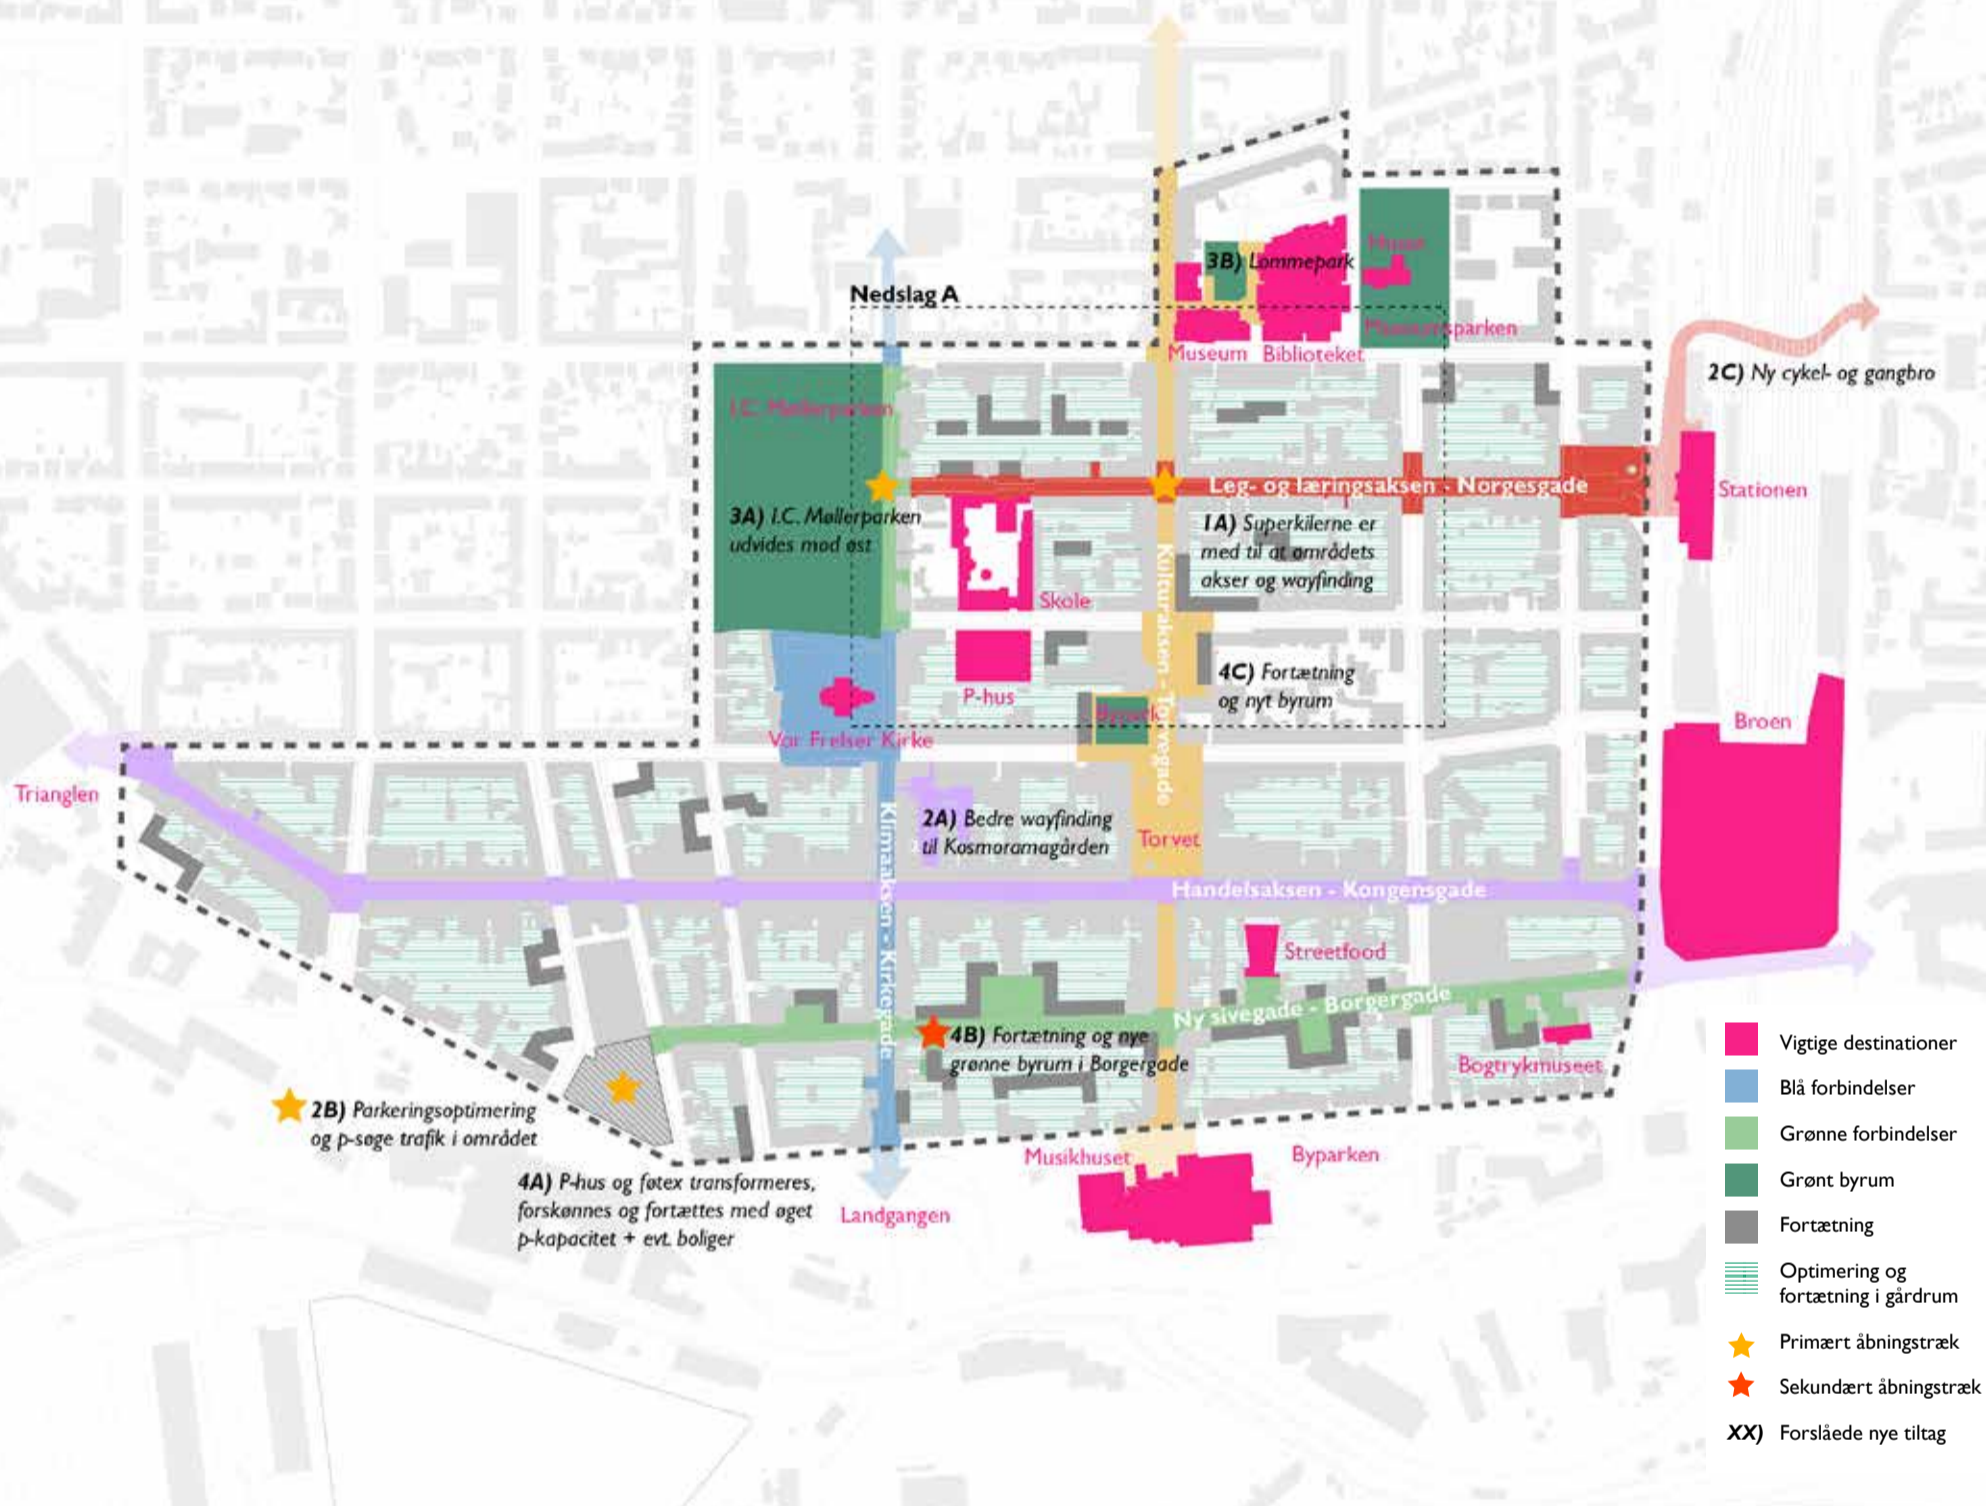 3B) Lommepark
Huset
Nedslag A
Museumsparken
Museum
Biblioteket
2C) Ny cykel- og gangbro
I.C. Møllerparken
Leg- og læringsaksen - Norgesgade
Stationen
3A) I.C. Møllerparken
udvides mod øst
1A) Superkilerne er
med til at områdets
akser og wayfinding
Skole
Kulturaksen - Torvegade
4C) Fortætning
og nyt byrum
P-hus
Bypark
Broen
Vor Frelser Kirke
Trianglen
Klimaaksen - Kirkegade
2A) Bedre wayfinding
til Kosmoramagården
Torvet
Handelsaksen - Kongensgade
Streetfood
Ny sivegade - Borgergade
4B) Fortætning og nye
grønne byrum i Borgergade
Bogtrykmuseet
2B) Parkeringsoptimering
og p-søge trafik i området
Musikhuset
Byparken
4A) P-hus og føtex transformeres,
forskønnes og fortættes med øget
p-kapacitet + evt. boliger
Landgangen
Vigtige destinationer
Blå forbindelser
Grønne forbindelser
Grønt byrum
Fortætning
Optimering og
fortætning i gårdrum
Primært åbningstræk
Sekundært åbningstræk
XX) Forslåede nye tiltag